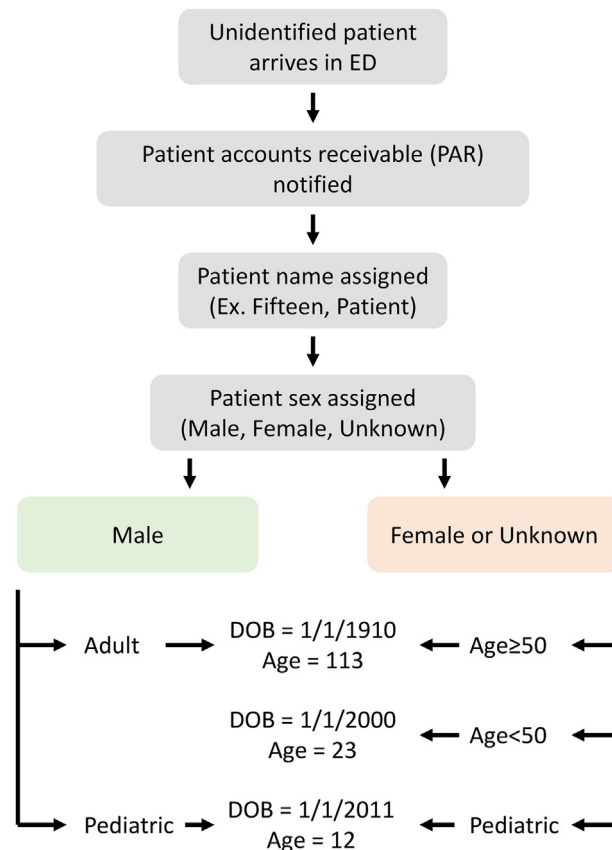 Unidentified patient
arrives in ED
Patient accounts receivable (PAR)
notified
Patient name assigned
(Ex. Fifteen, Patient)
Patient sex assigned
(Male, Female, Unknown)
Male
Female or Unknown
Adult
DOB = 1/1/1910
Age = 113
Age≥50
DOB = 1/1/2000
Age = 23
Age<50
Pediatric
DOB = 1/1/2011
Age = 12
Pediatric